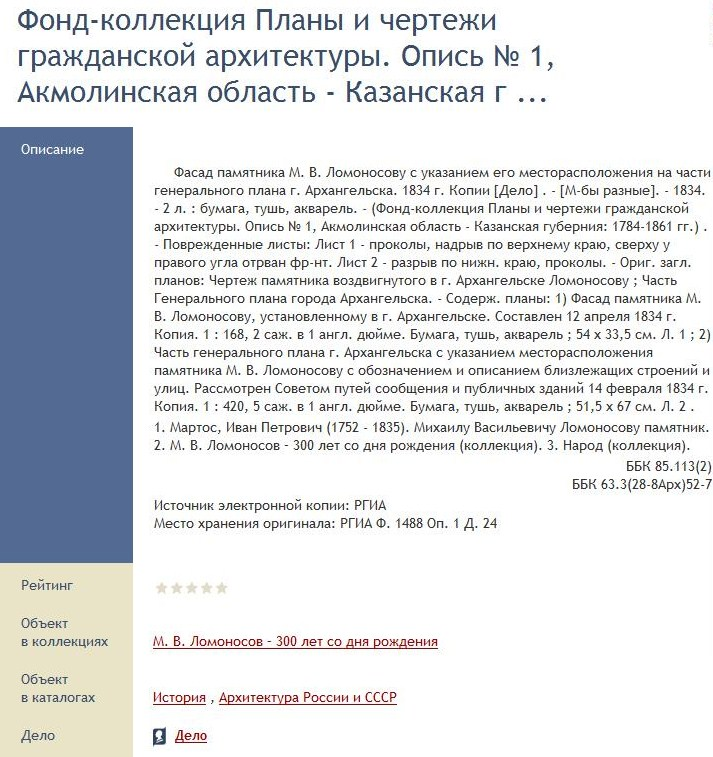 Фонд-коллекция Планы и чертежи
гражданской архитектуры. Опись № 1,
Акмолинская область - Казанская г ...
Описание
Фасад памятника М. В. Ломоносову с указанием его месторасположения на части
генерального плана г. Архангельска. 1834 г. Копии [Дело] . - [М-бы разные]. - 1834.
- 2 л. : бумага, тушь, акварель. - (Фонд-коллекция Планы и чертежи гражданской
архитектуры. Опись № 1, Акмолинская область - Казанская губерния: 1784-1861 гг.) .
- Поврежденные листы: Лист 1 - проколы, надрыв по верхнему краю, сверху у
правого угла отрван фр-нт. Лист 2 - разрыв по нижн. краю, проколы. - Ориг. загл.
планов: Чертеж памятника воздвигнутого в г. Архангельске Ломоносову ; Часть
Генерального плана города Архангельска. - Содерж. планы: 1) Фасад памятника М.
В. Ломоносову, установленному в г. Архангельске. Составлен 12 апреля 1834 г.
Копия. 1 : 168, 2 саж. в 1 англ. дюйме. Бумага, тушь, акварель ; 54 х 33,5 см. Л. 1 ; 2)
Часть генерального плана г. Архангельска с указанием месторасположения
памятника М. В. Ломоносову с обозначением и описанием близлежащих строений и
улиц. Рассмотрен Советом путей сообщения и публичных зданий 14 февраля 1834 г.
Копия. 1 : 420, 5 саж. в 1 англ. дюйме. Бумага, тушь, акварель ; 51,5 х 67 см. Л. 2 .
1. Мартос, Иван Петрович (1752 - 1835). Михаилу Васильевичу Ломоносову памятник.
2. М. В. Ломоносов – 300 лет со дня рождения (коллекция). 3. Народ (коллекция).
ББК 85.113(2)
ББК 63.3(28-8Арх)52-7
Источник электронной копии: РГИА
Место хранения оригинала: РГИА Ф. 1488 Оп. 1 Д. 24
Рейтинг
Объект
в коллекциях
М. В. Ломоносов – 300 лет со дня рождения
Объект
в каталогах
История , Архитектура России и СССР
Дело
Дело